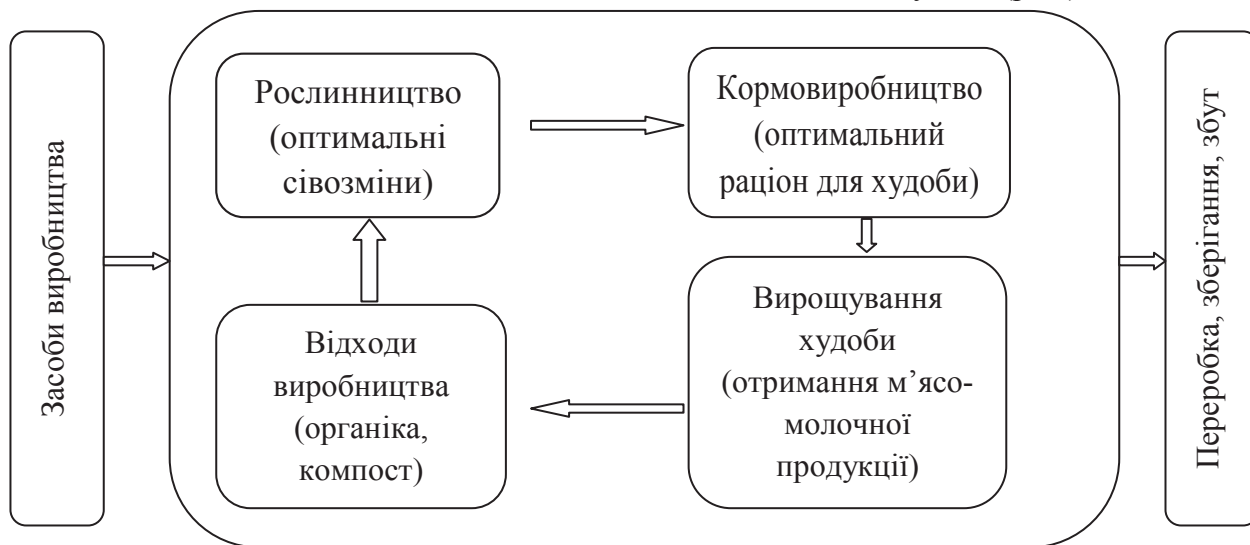 Засоби виробництва
Рослинництво
(оптимальні
сівозміни)
Кормовиробництво
(оптимальний
раціон для худоби)
Відходи
виробництва
(органіка,
компост)
Вирощування
худоби
(отримання м’ясо-
молочної
продукції)
Переробка, зберігання, збут